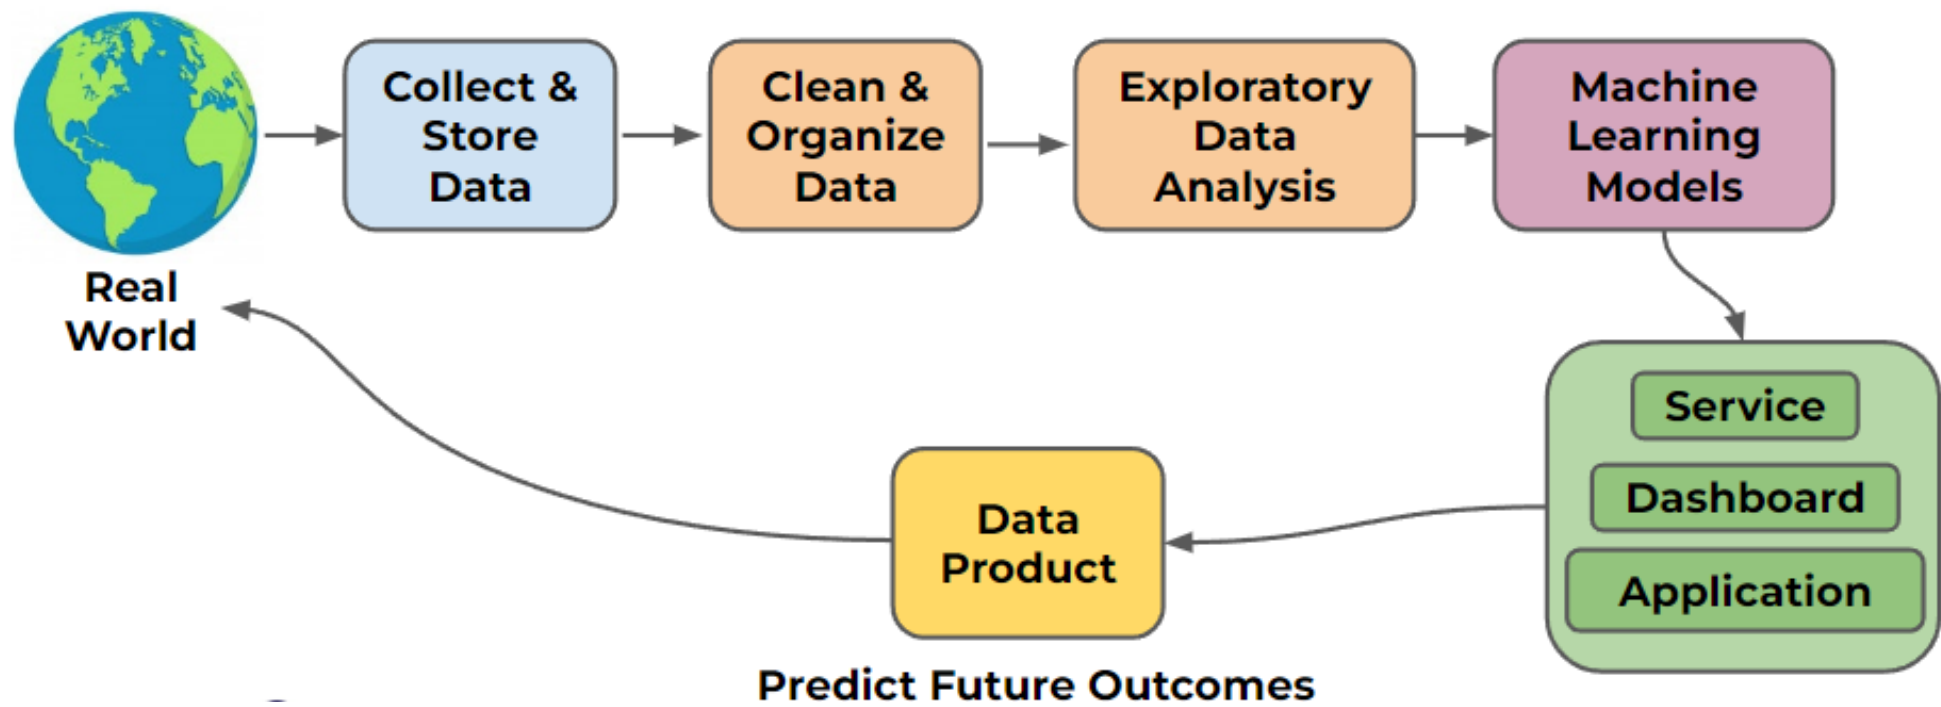 Collect &
Store
Data
Clean &
Organize
Data
Exploratory
Data
Analysis
Machine
Learning
Models
Real
World
Service
Dashboard
Application
Data
Product
Predict Future Outcomes